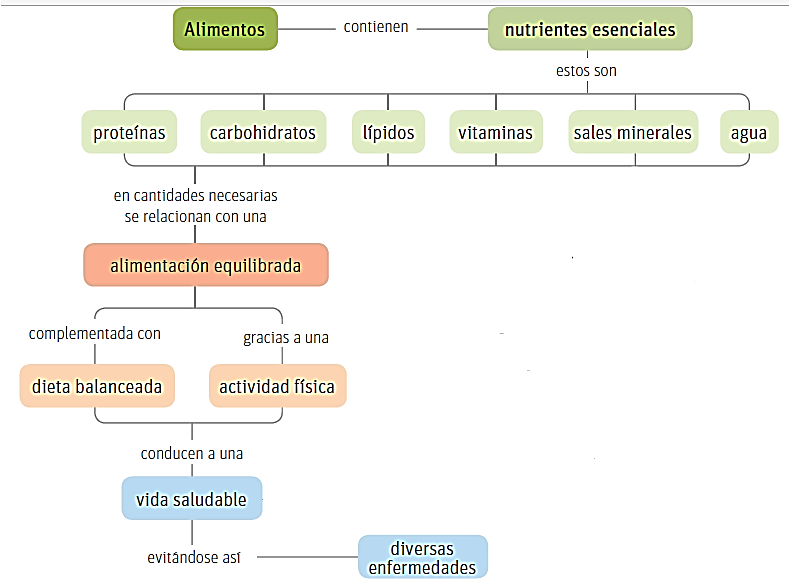 Alimentos
contienen
nutrientes esenciales
estos son
proteínas
carbohidratos
lípidos
vitaminas
sales minerales
agua
en cantidades necesarias
se relacionan con una
alimentación equilibrada
complementada con
gracias a una
dieta balanceada
actividad física
conducen a una
vida saludable
evitándose así
diversas
enfermedades